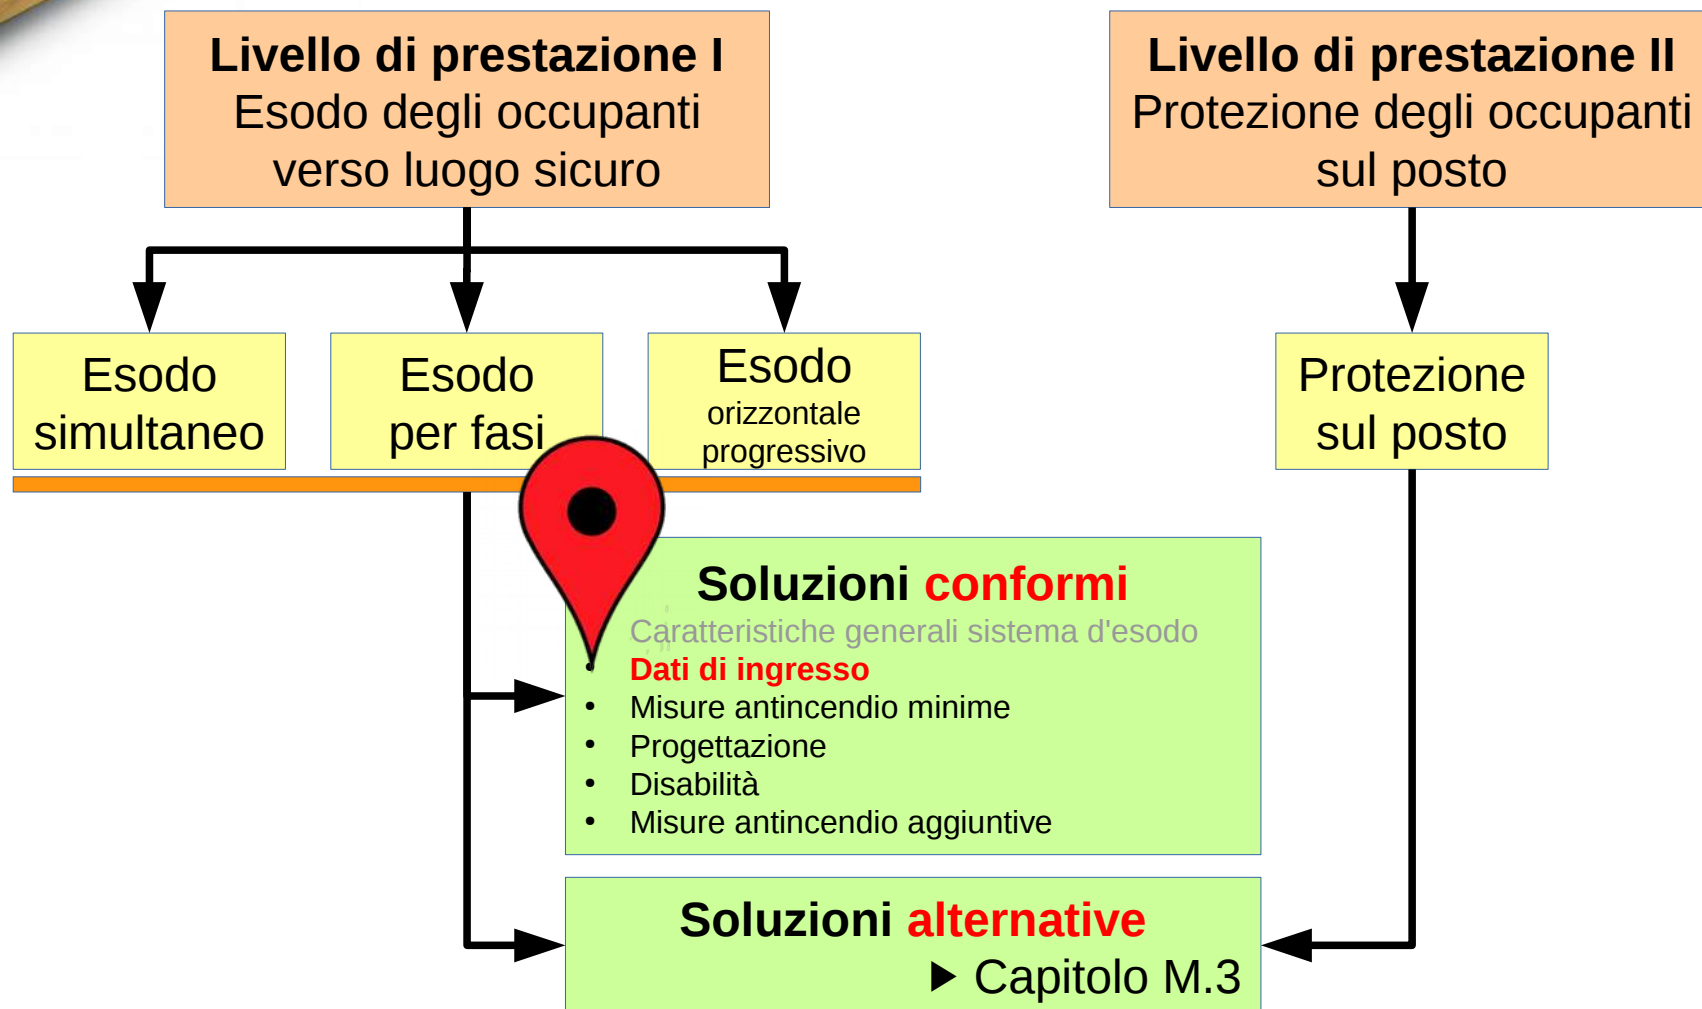 Livello di prestazione I
Esodo degli occupanti
verso luogo sicuro
Livello di prestazione II
Protezione degli occupanti
sul posto
Esodo
simultaneo
Esodo
per fasi
Esodo
orizzontale
progressivo
Protezione
sul posto
Soluzioni conformi
Caratteristiche generali sistema d'esodo
• Dati di ingresso
• Misure antincendio minime
• Progettazione
• Disabilità
• Misure antincendio aggiuntive
Soluzioni alternative
► Capitolo M.3